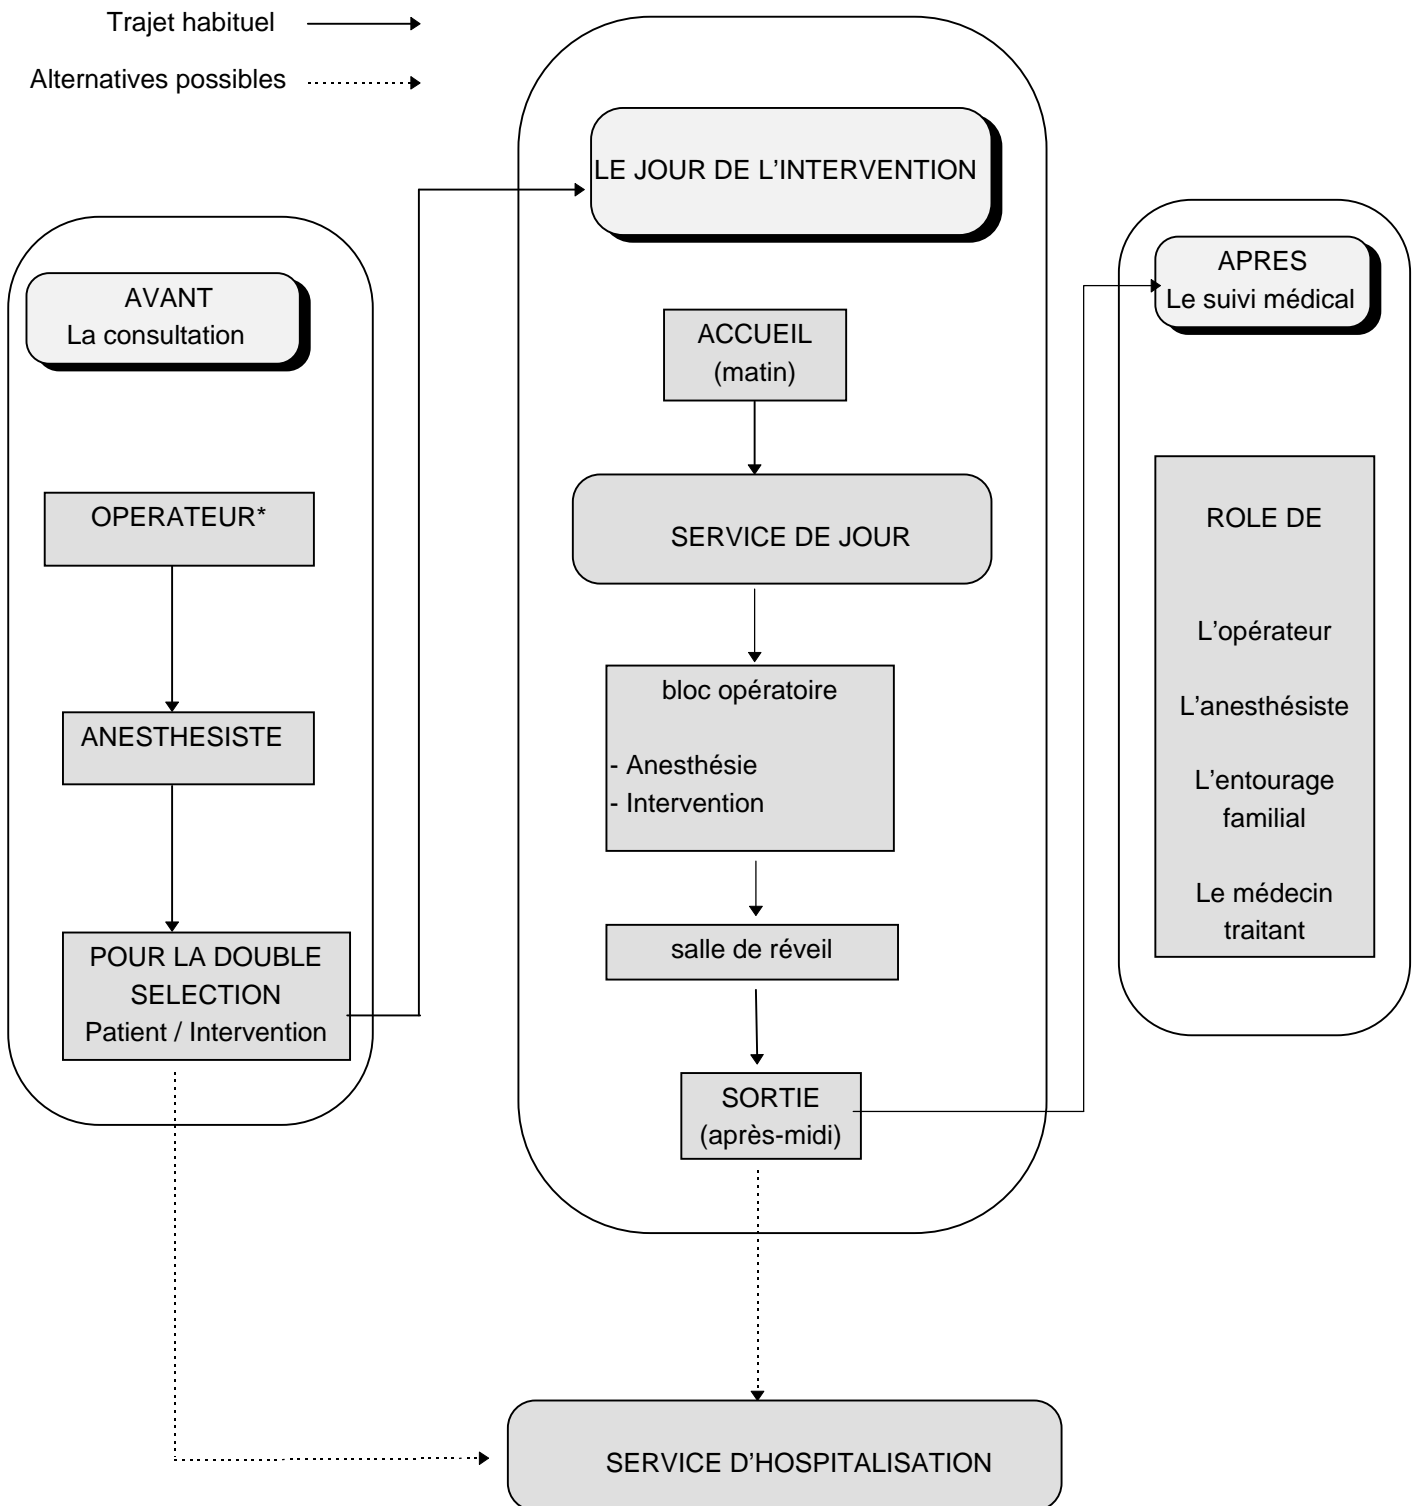 Trajet habituel
Alternatives possibles
AVANT
La consultation
OPERATEUR*
ANESTHESISTE
POUR LA DOUBLE
SELECTION
Patient / Intervention
LE JOUR DE L’INTERVENTION
ACCUEIL
(matin)
SERVICE DE JOUR
bloc opératoire
- Anesthésie
- Intervention
salle de réveil
SORTIE
(après-midi)
APRES
Le suivi médical
ROLE DE
L’opérateur
L’anesthésiste
L’entourage
familial
Le médecin
traitant
SERVICE D’HOSPITALISATION